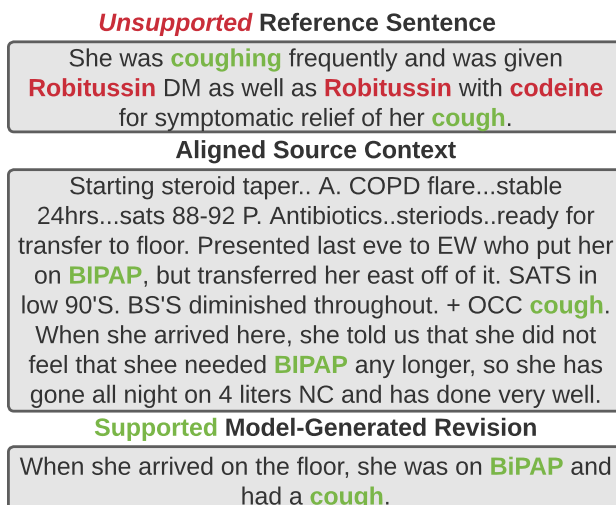 Unsupported Reference Sentence
She was coughing frequently and was given
Robitussin DM as well as Robitussin with codeine
for symptomatic relief of her cough.
Aligned Source Context
Starting steroid taper.. A. COPD flare...stable
24hrs...sats 88-92 P. Antibiotics..steriods..ready for
transfer to floor. Presented last eve to EW who put her
on BIPAP, but transferred her east off of it. SATS in
low 90'S. BS'S diminished throughout. + OCC cough.
When she arrived here, she told us that she did not
feel that shee needed BIPAP any longer, so she has
gone all night on 4 liters NC and has done very well.
Supported Model-Generated Revision
When she arrived on the floor, she was on BiPAP and
had a cough.